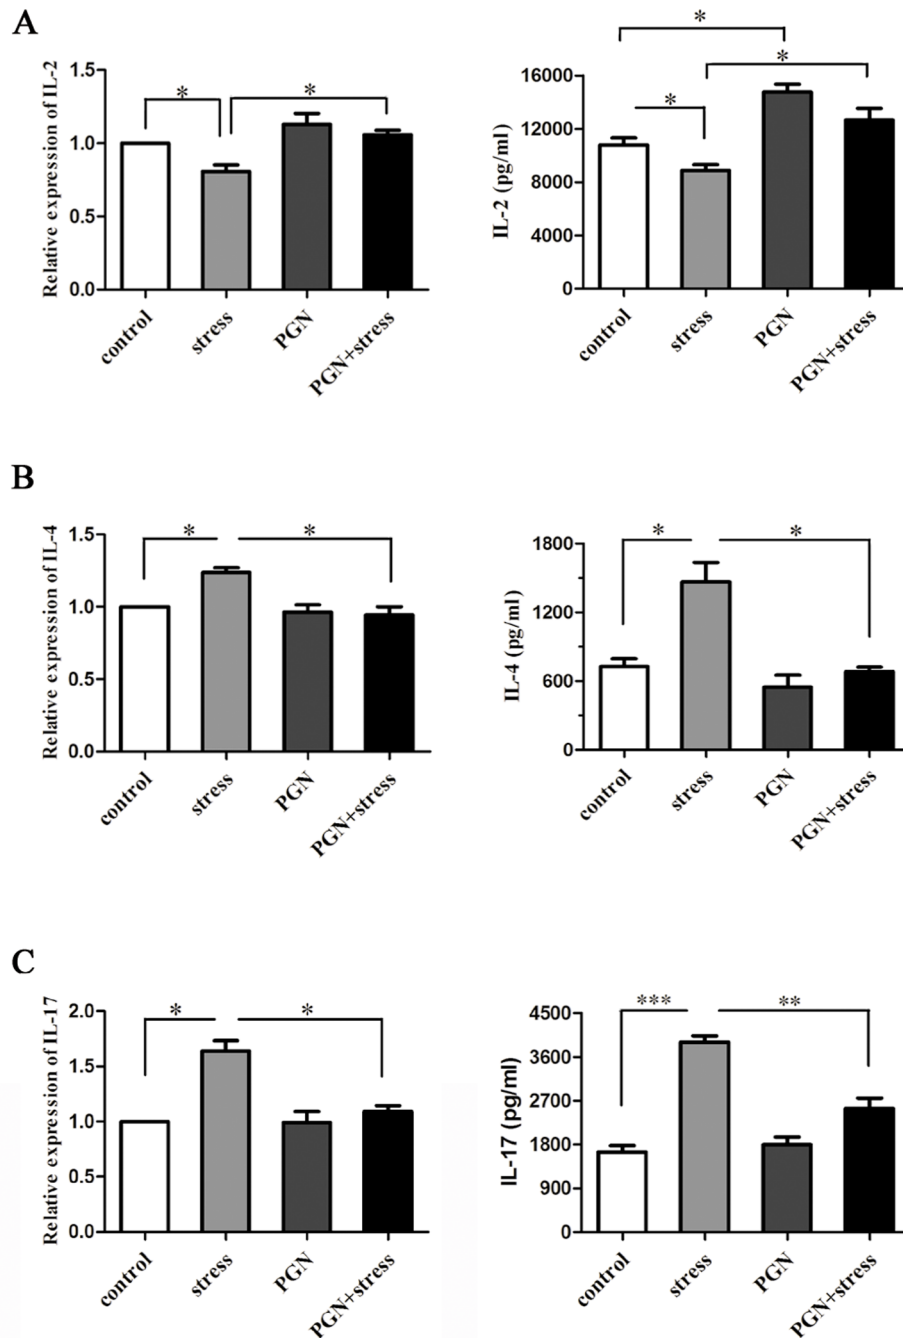 A
Relative expression of IL-2
1.5
1.0
0.5
0.0
*
*
control
stress
PGN
PGN+stress
IL-2 (pg/ml)
16000
12000
8000
4000
0
*
*
*
control
stress
PGN
PGN+stress
B
Relative expression of IL-4
1.5
1.0
0.5
0.0
*
*
control
stress
PGN
PGN+stress
IL-4 (pg/ml)
1800
1200
600
0
*
*
control
stress
PGN
PGN+stress
C
Relative expression of IL-17
2.0
1.5
1.0
0.5
0.0
*
*
control
stress
PGN
PGN+stress
IL-17 (pg/ml)
4500
3600
2700
1800
900
0
***
**
control
stress
PGN
PGN+stress